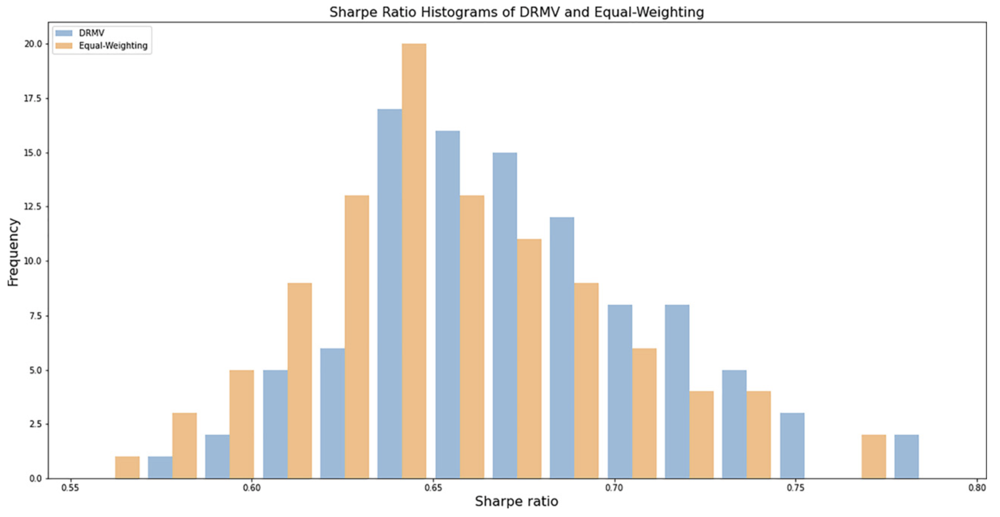 Sharpe Ratio Histograms of DRMV and Equal-Weighting
DRMV
Equal-Weighting
20.0
17.5
15.0
12.5
10.0
7.5
5.0
2.5
0.0
Frequency
0.55 0.60 0.65 0.70 0.75 0.80
Sharpe ratio